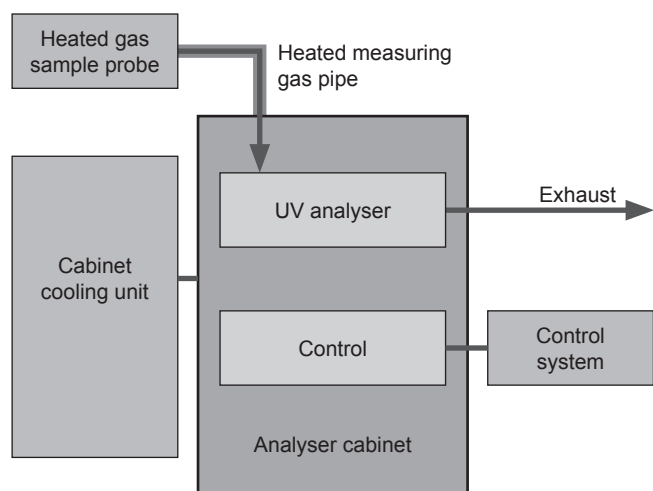 Heated gas
sample probe
Heated measuring
gas pipe
UV analyser
Exhaust
Cabinet
cooling unit
Control
Control
system
Analyser cabinet